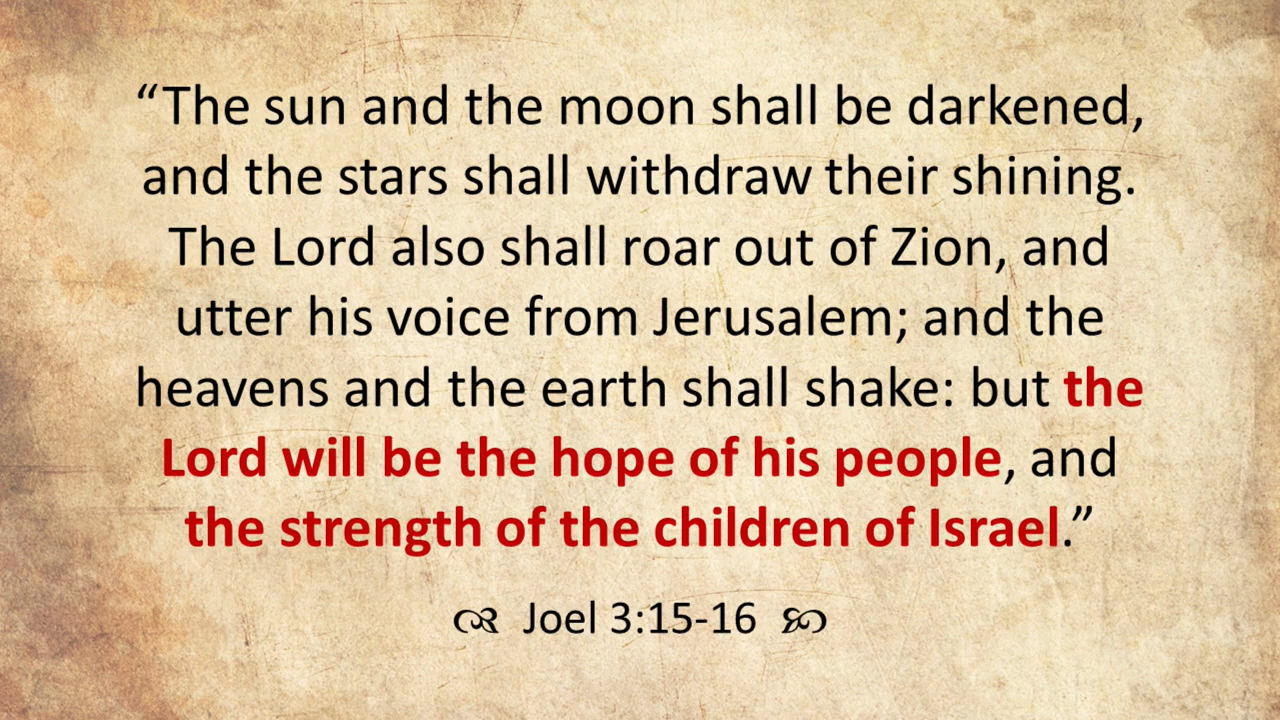 “The sun and the moon shall be darkened,
and the stars shall withdraw their shining.
The Lord also shall roar out of Zion, and
utter his voice from Jerusalem; and the
heavens and the earth shall shake: but the
Lord will be the hope of his people, and
the strength of the children of Israel.”
Joel 3:15-16